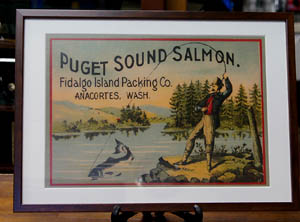 PUGET SOUND SALMON.
Fidalgo Island Packing Co.
ANACORTES, WASH.